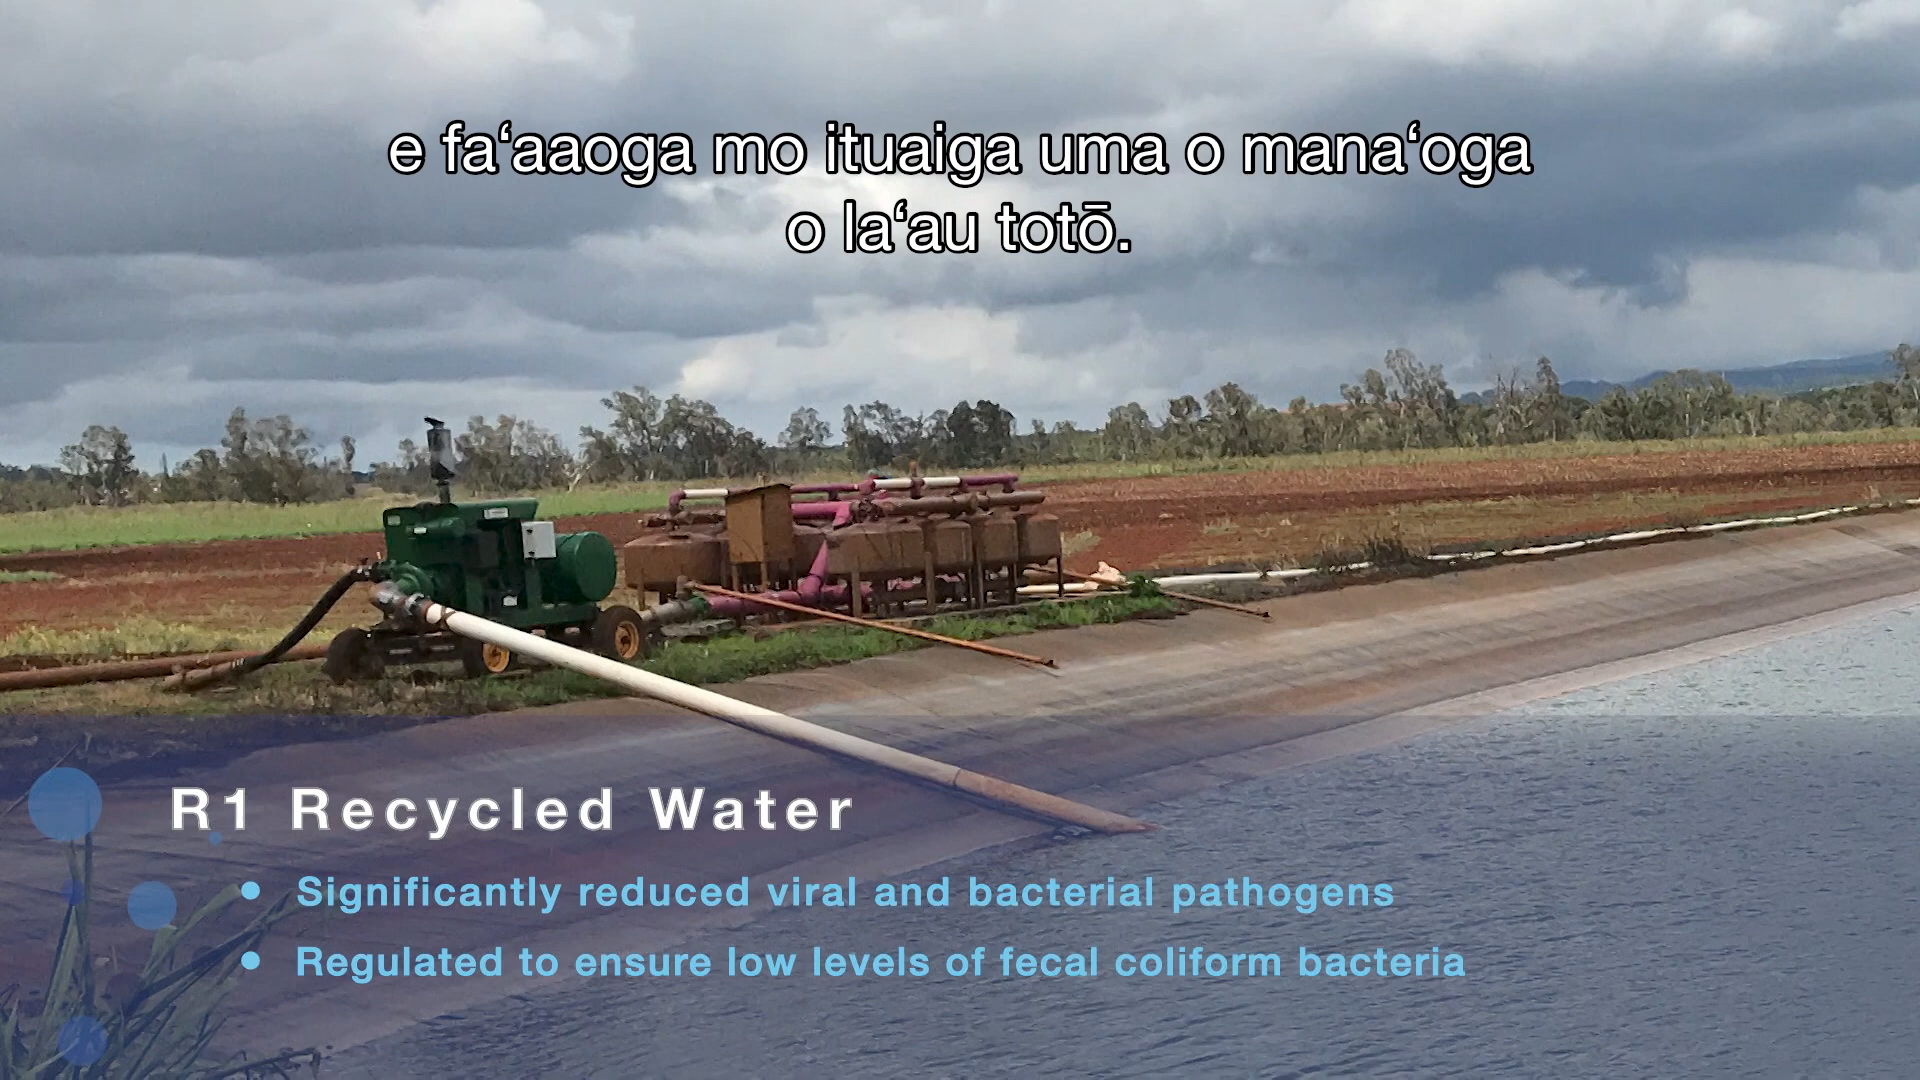 e fa‘aaoga mo ituaiga uma o mana‘oga
o la‘au totō.
R1 Recycled Water
• Significantly reduced viral and bacterial pathogens
• Regulated to ensure low levels of fecal coliform bacteria